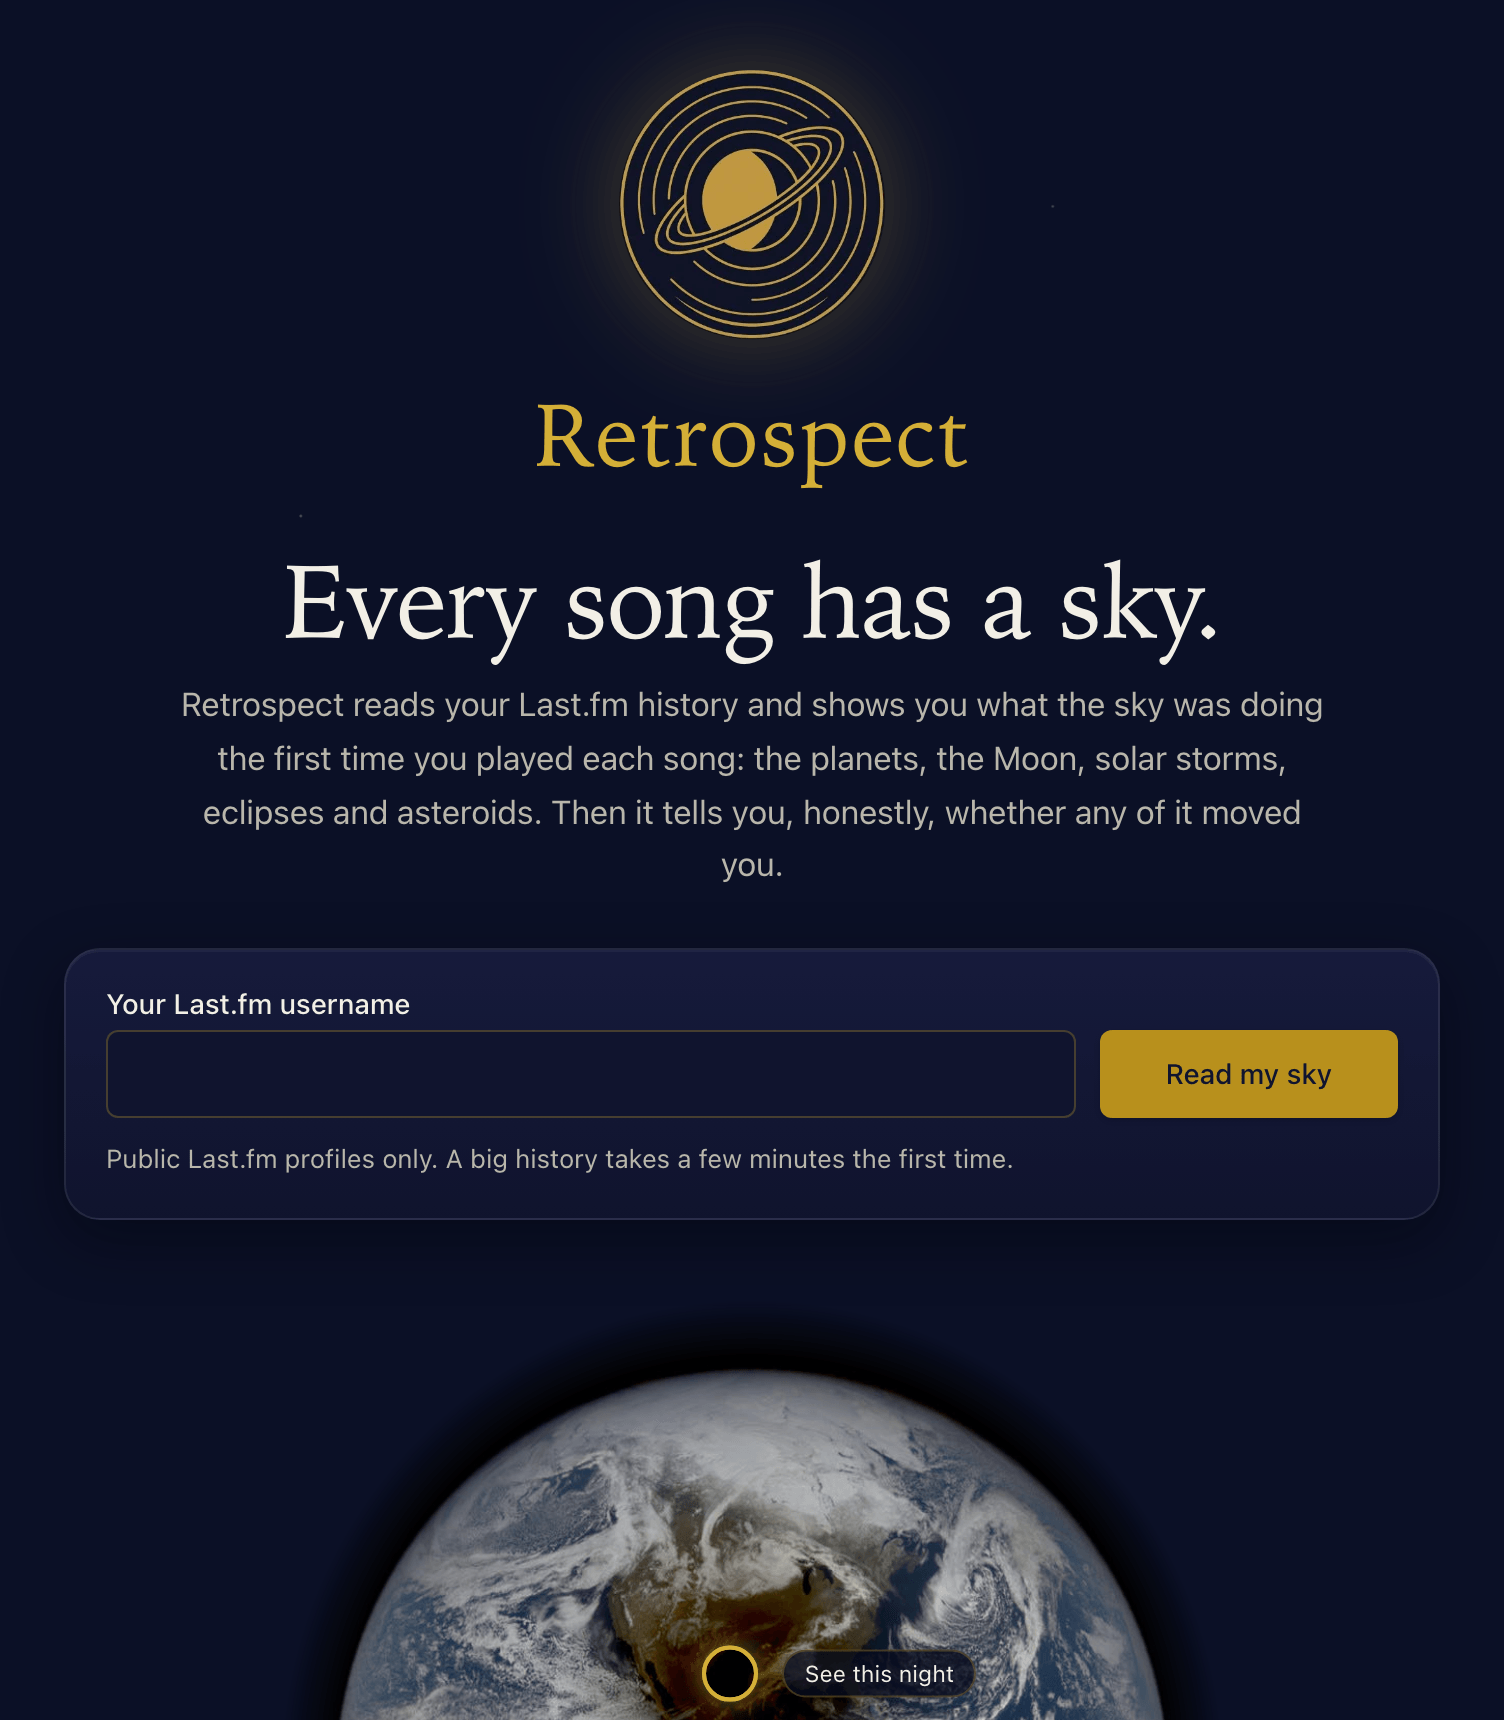 Retrospect
Every song has a sky.
Retrospect reads your Last.fm history and shows you what the sky was doing
the first time you played each song: the planets, the Moon, solar storms,
eclipses and asteroids. Then it tells you, honestly, whether any of it moved
you.
Your Last.fm username
Read my sky
Public Last.fm profiles only. A big history takes a few minutes the first time.
See this night